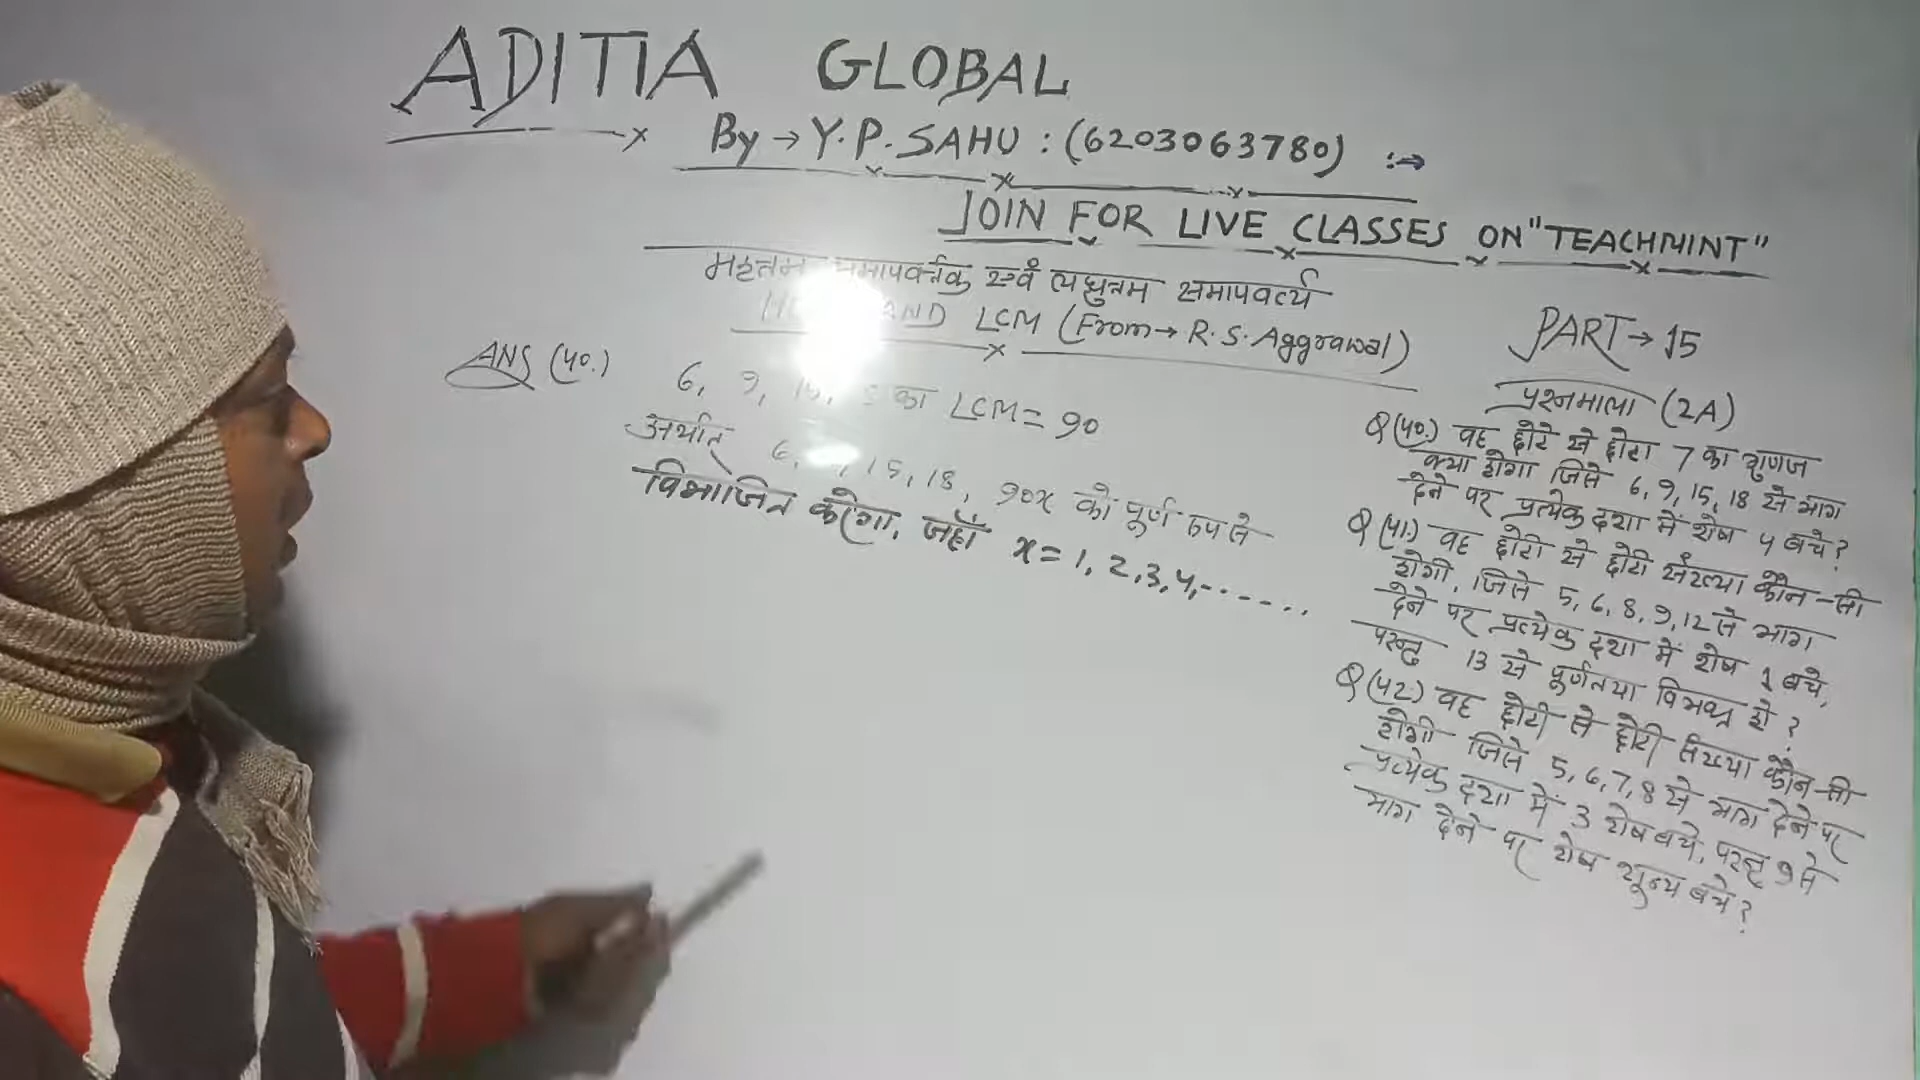 ADITIA GLOBAL
By → Y.P. SAHU : (6203063780) :→
JOIN FOR LIVE CLASSES ON "TEACHMINT"
महत्तम समापवर्त्तक एवं लघुत्तम समापवर्त्य
AND LCM (From → R.S. Aggrawal)
PART → 15
प्रश्नमाला (2A)
ANS (40.)
6, 9, 15, का LCM = 90
अर्थात् 6, 15, 18, 90x को पूर्ण रूप से
विभाजित करेगा, जहाँ x = 1, 2, 3, 4, ......
Q (40.) वह छोटे से छोटा 7 का गुणज
क्या होगा जिसे 6, 9, 15, 18 से भाग
देने पर प्रत्येक दशा में शेष 4 बचे?
Q (41.) वह छोटी से छोटी संख्या कौन-सी
होगी, जिसे 5, 6, 8, 9, 12 से भाग
देने पर प्रत्येक दशा में शेष 1 बचे,
परन्तु 13 से पूर्णतया विभक्त हो?
Q (42.) वह छोटी से छोटी संख्या कौन-सी
होगी जिसे 5, 6, 7, 8 से भाग देने पर
प्रत्येक दशा में 3 शेष बचे, परन्तु 9 से
भाग देने पर शेष शून्य बचे?